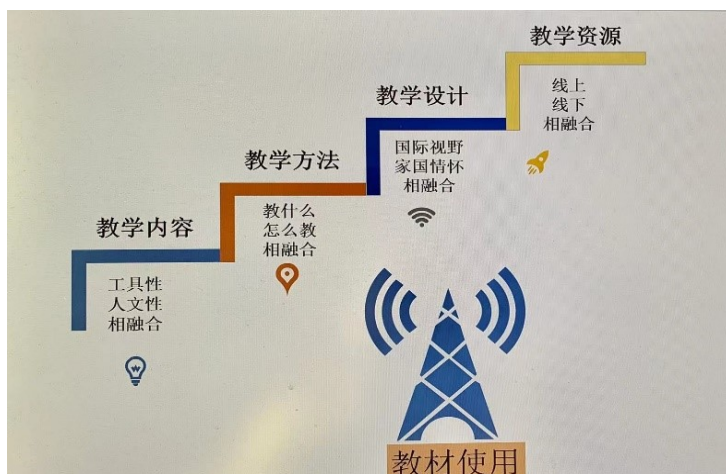 教学内容
工具性
人文性
相融合
教学方法
教什么
怎么教
相融合
教学设计
国际视野
家国情怀
相融合
教学资源
线上
线下
相融合
教材使用